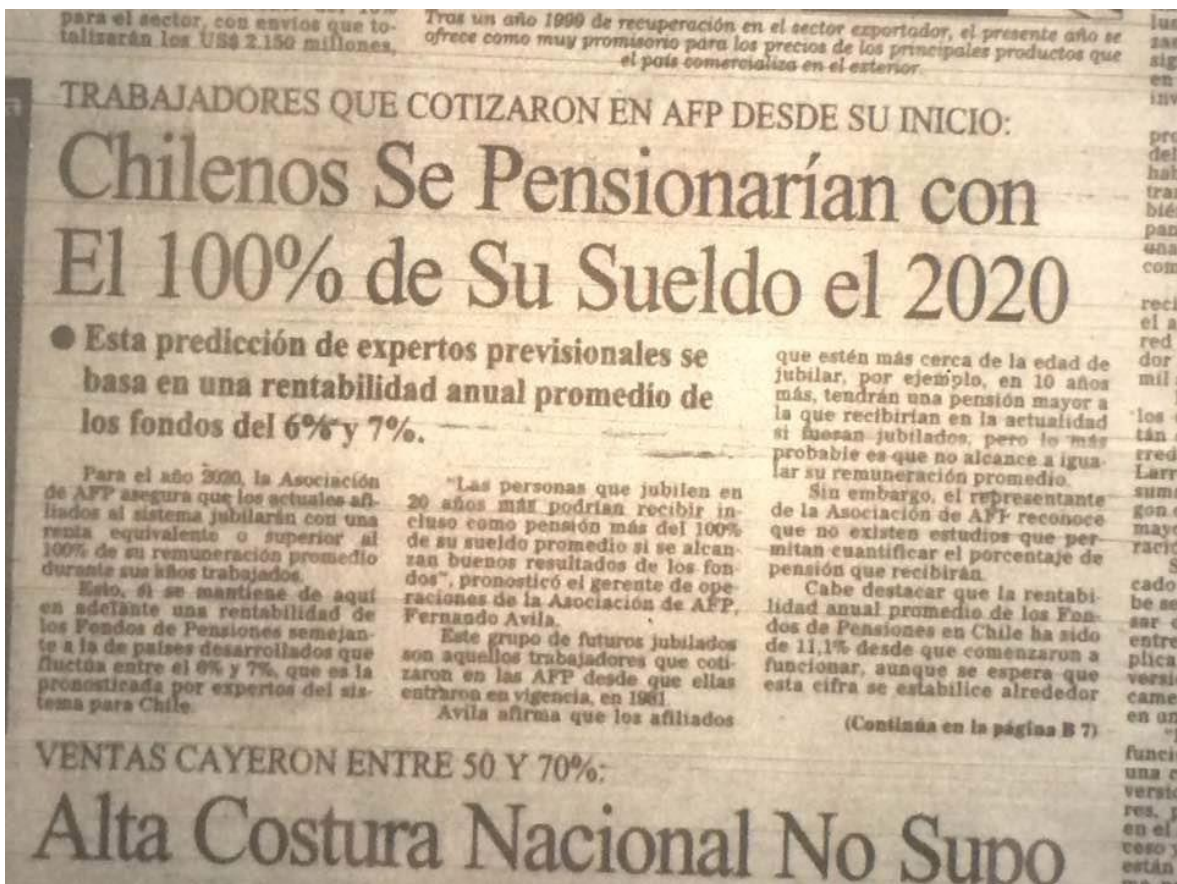 para el sector, con envíos que to-
talizarán los US$ 2.150 millones,
Tras un año 1999 de recuperación en el sector exportador, el presente año se
ofrece como muy promisorio para los precios de los principales productos que
el país comercializa en el exterior.
TRABAJADORES QUE COTIZARON EN AFP DESDE SU INICIO:
Chilenos Se Pensionarían con
El 100% de Su Sueldo el 2020
● Esta predicción de expertos previsionales se
basa en una rentabilidad anual promedio de
los fondos del 6% y 7%.
Para el año 2020, la Asociación
de AFP asegura que los actuales afi-
liados al sistema jubilarán con una
renta equivalente o superior al
100% de su remuneración promedio
durante sus años trabajados.
Esto, si se mantiene de aquí
en adelante una rentabilidad de
los Fondos de Pensiones semejan-
te a la de países desarrollados que
fluctúa entre el 6% y 7%, que es la
pronosticada por expertos del sis-
tema para Chile.
"Las personas que jubilen en
20 años más podrían recibir in-
cluso como pensión más del 100%
de su sueldo promedio si se alcan-
zan buenos resultados de los fon-
dos", pronosticó el gerente de ope-
raciones de la Asociación de AFP,
Fernando Avila.
Este grupo de futuros jubilados
son aquellos trabajadores que coti-
zaron en las AFP desde que ellas
entraron en vigencia, en 1981.
Avila afirma que los afiliados
que estén más cerca de la edad de
jubilar, por ejemplo, en 10 años
más, tendrán una pensión mayor a
la que recibirían en la actualidad
si fueran jubilados, pero lo más
probable es que no alcance a igua-
lar su remuneración promedio.
Sin embargo, el representante
de la Asociación de AFP reconoce
que no existen estudios que per-
mitan cuantificar el porcentaje de
pensión que recibirán.
Cabe destacar que la rentabi-
lidad anual promedio de los Fon-
dos de Pensiones en Chile ha sido
de 11,1% desde que comenzaron a
funcionar, aunque se espera que
esta cifra se estabilice alrededor
(Continúa en la página B 7)
VENTAS CAYERON ENTRE 50 Y 70%:
Alta Costura Nacional No Supo